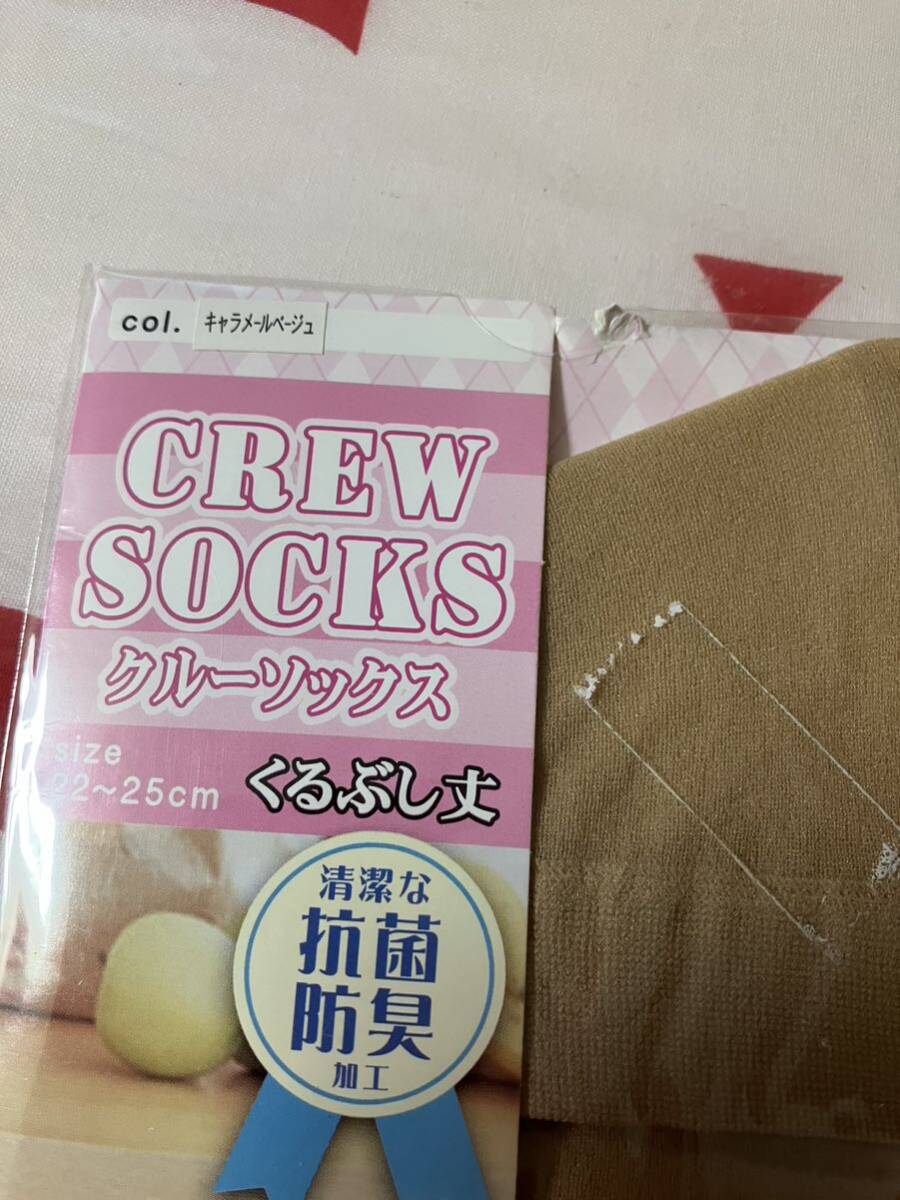 col. キャラメールベージュ
CREW
SOCKS
クルーソックス
size
22~25cm くるぶし丈
清潔な
抗菌
防臭
加工